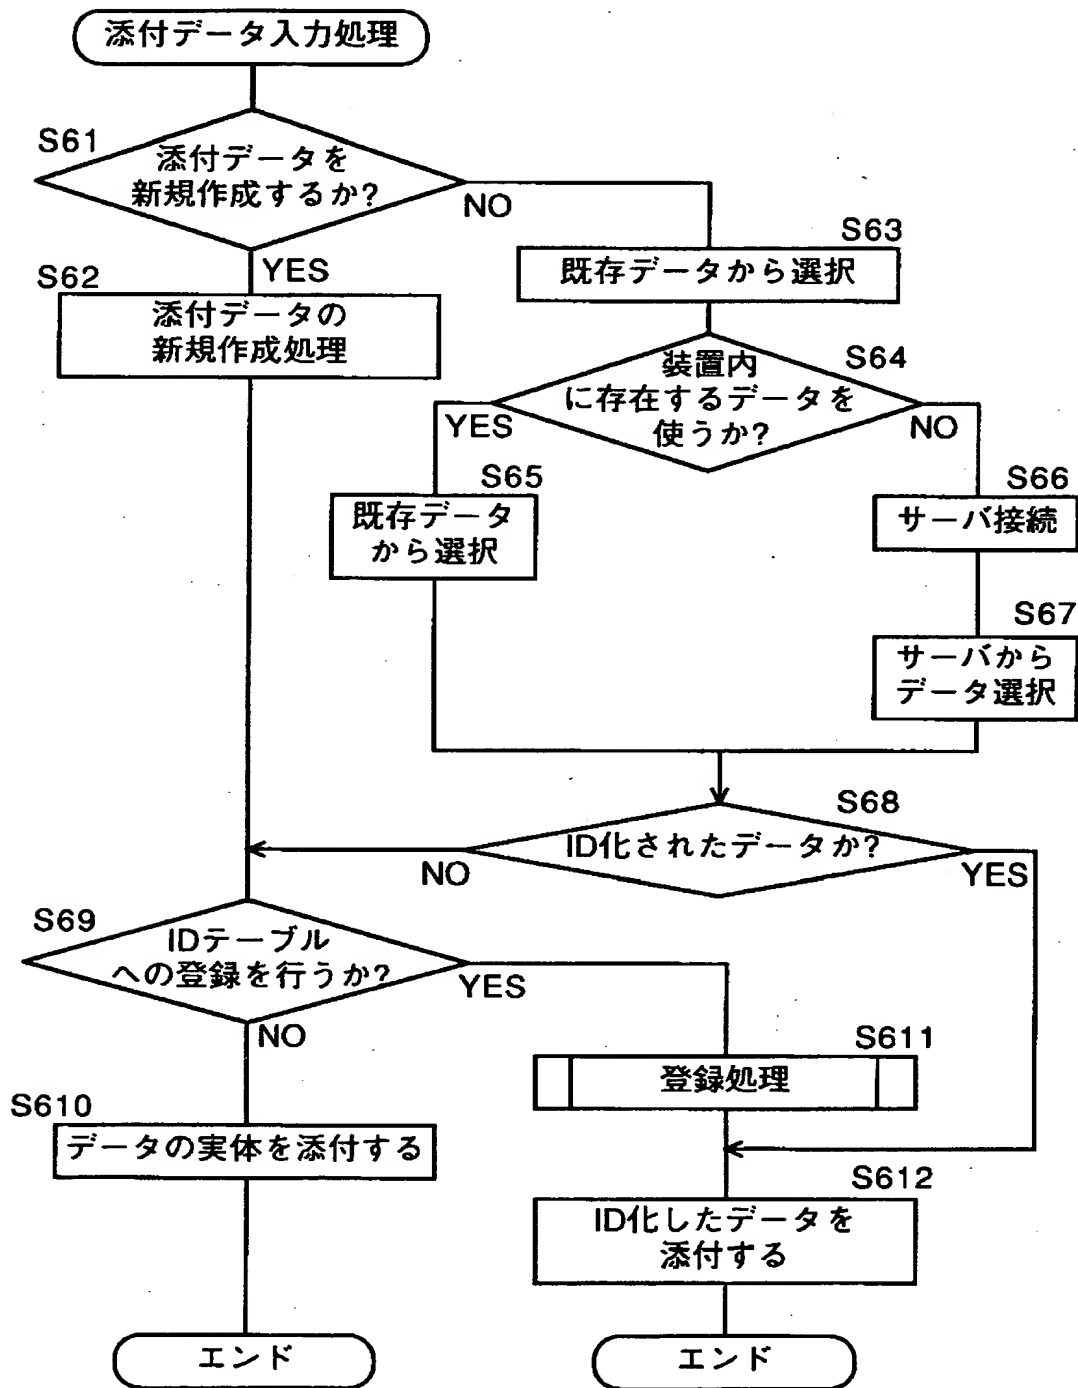 添付データ入力処理
S61
添付データを
新規作成するか?
NO
YES
S62
添付データの
新規作成処理
S63
既存データから選択
S64
装置内
に存在するデータを
使うか?
YES
NO
S65
既存データ
から選択
S66
サーバ接続
S67
サーバから
データ選択
S68
ID化されたデータか?
NO
YES
S69
IDテーブル
への登録を行うか?
YES
NO
S611
登録処理
S610
データの実体を添付する
S612
ID化したデータを
添付する
エンド
エンド